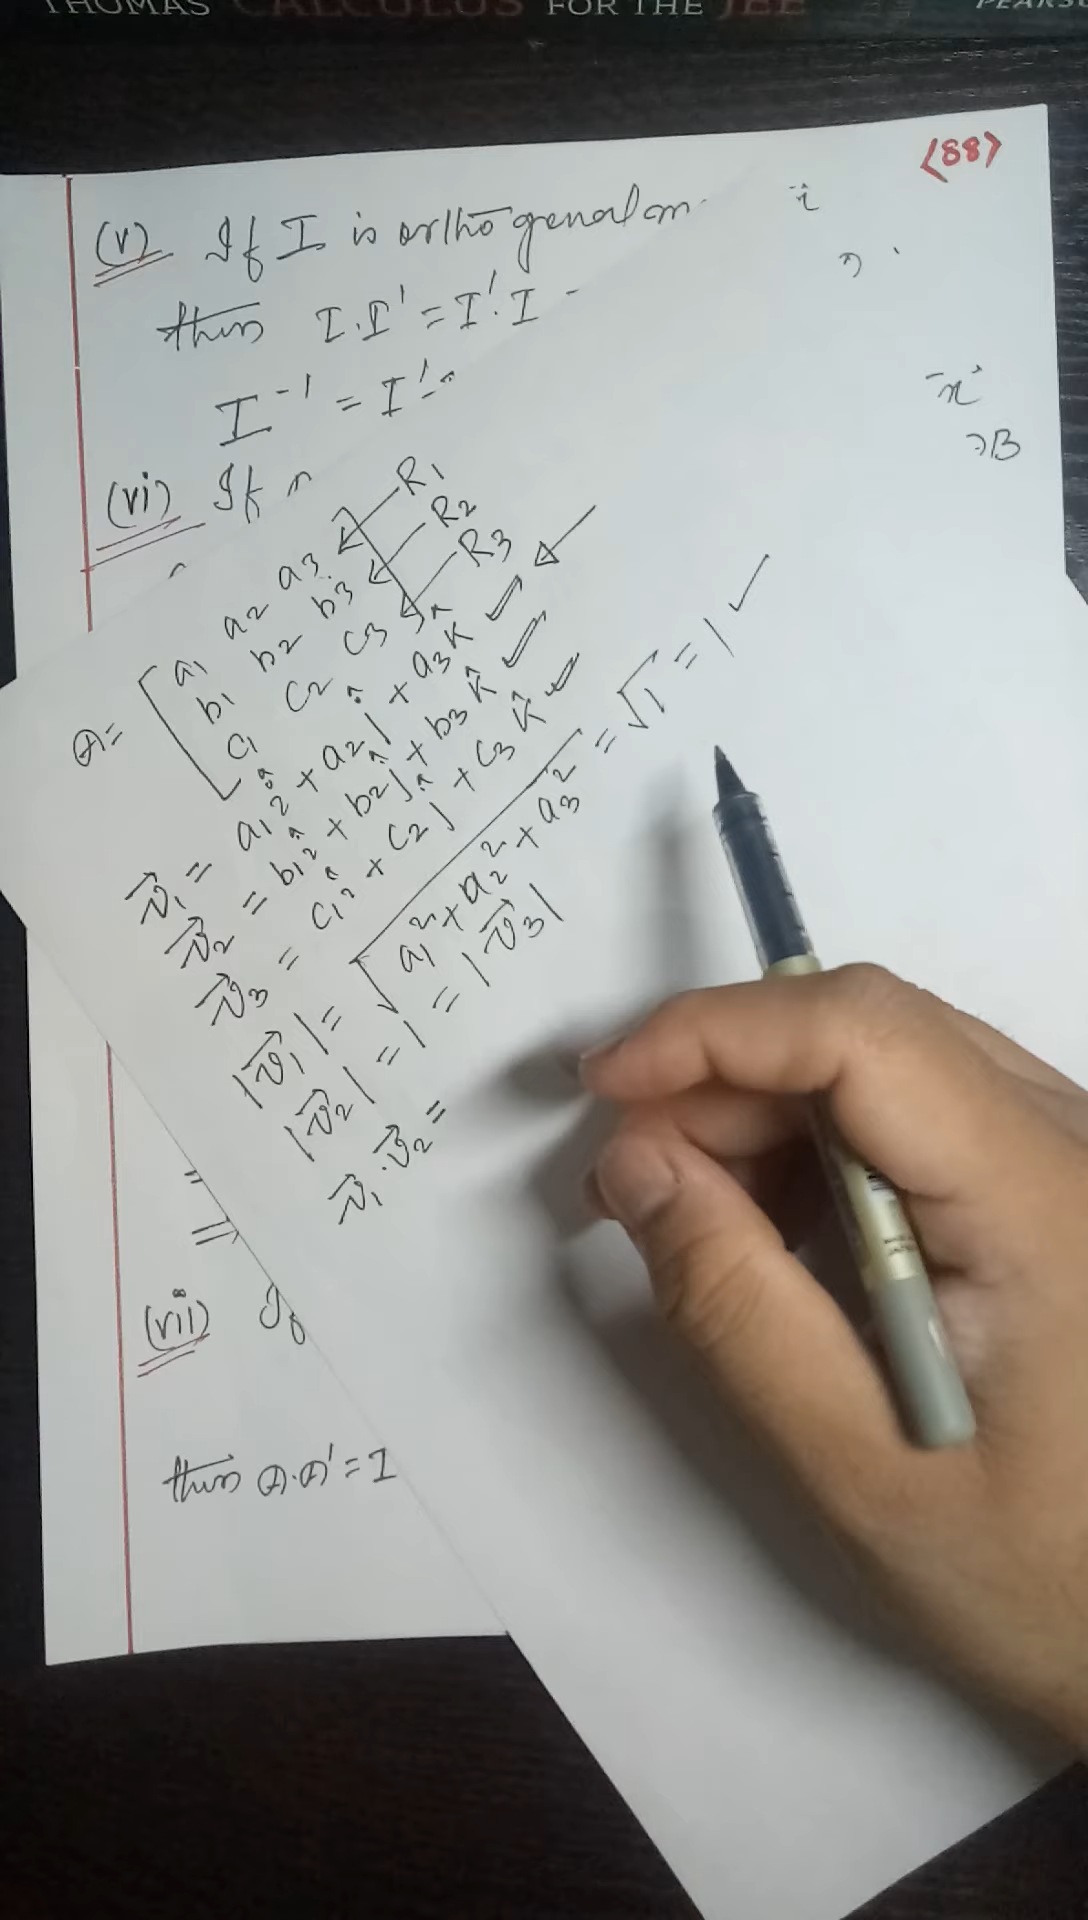 THOMAS CALCULUS FOR THE JEE
⟨88⟩
(v) If I is orthogenal m
then I.I' = I'.I
I⁻¹ = I'
(vi) If
R1
R2
R3
A = [a1 a2 a3
b1 b2 b3
c1 c2 c3]
v⃗1 = a1î + a2ĵ + a3k̂
v⃗2 = b1î + b2ĵ + b3k̂
v⃗3 = c1î + c2ĵ + c3k̂
|v⃗1| = √(a1² + a2² + a3²) = √1 = 1 ✓
|v⃗2| = 1 = |v⃗3|
v⃗1 . v⃗2 =
(vii) If
then A.A' = I